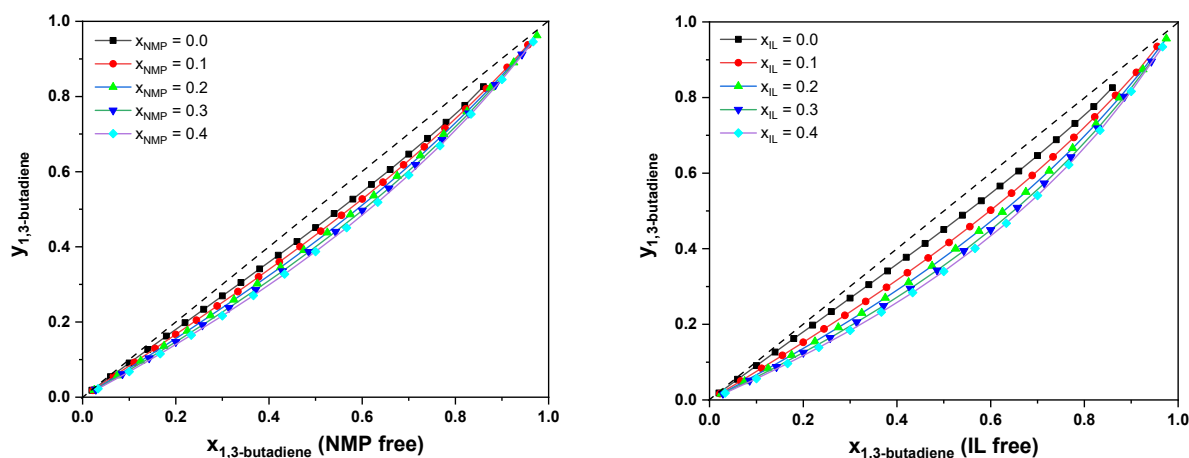 1.0
0.8
0.6
0.4
0.2
0.0
y1,3-butadiene
xNMP = 0.0
xNMP = 0.1
xNMP = 0.2
xNMP = 0.3
xNMP = 0.4
0.0 0.2 0.4 0.6 0.8 1.0
x1,3-butadiene (NMP free)
1.0
0.8
0.6
0.4
0.2
0.0
y1,3-butadiene
xIL = 0.0
xIL = 0.1
xIL = 0.2
xIL = 0.3
xIL = 0.4
0.0 0.2 0.4 0.6 0.8 1.0
x1,3-butadiene (IL free)